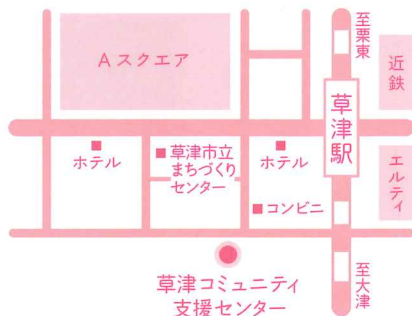 至栗東
Aスクエア
近鉄
草津駅
ホテル
草津市立
まちづくり
センター
ホテル
エルティ
コンビニ
至大津
草津コミュニティ
支援センター